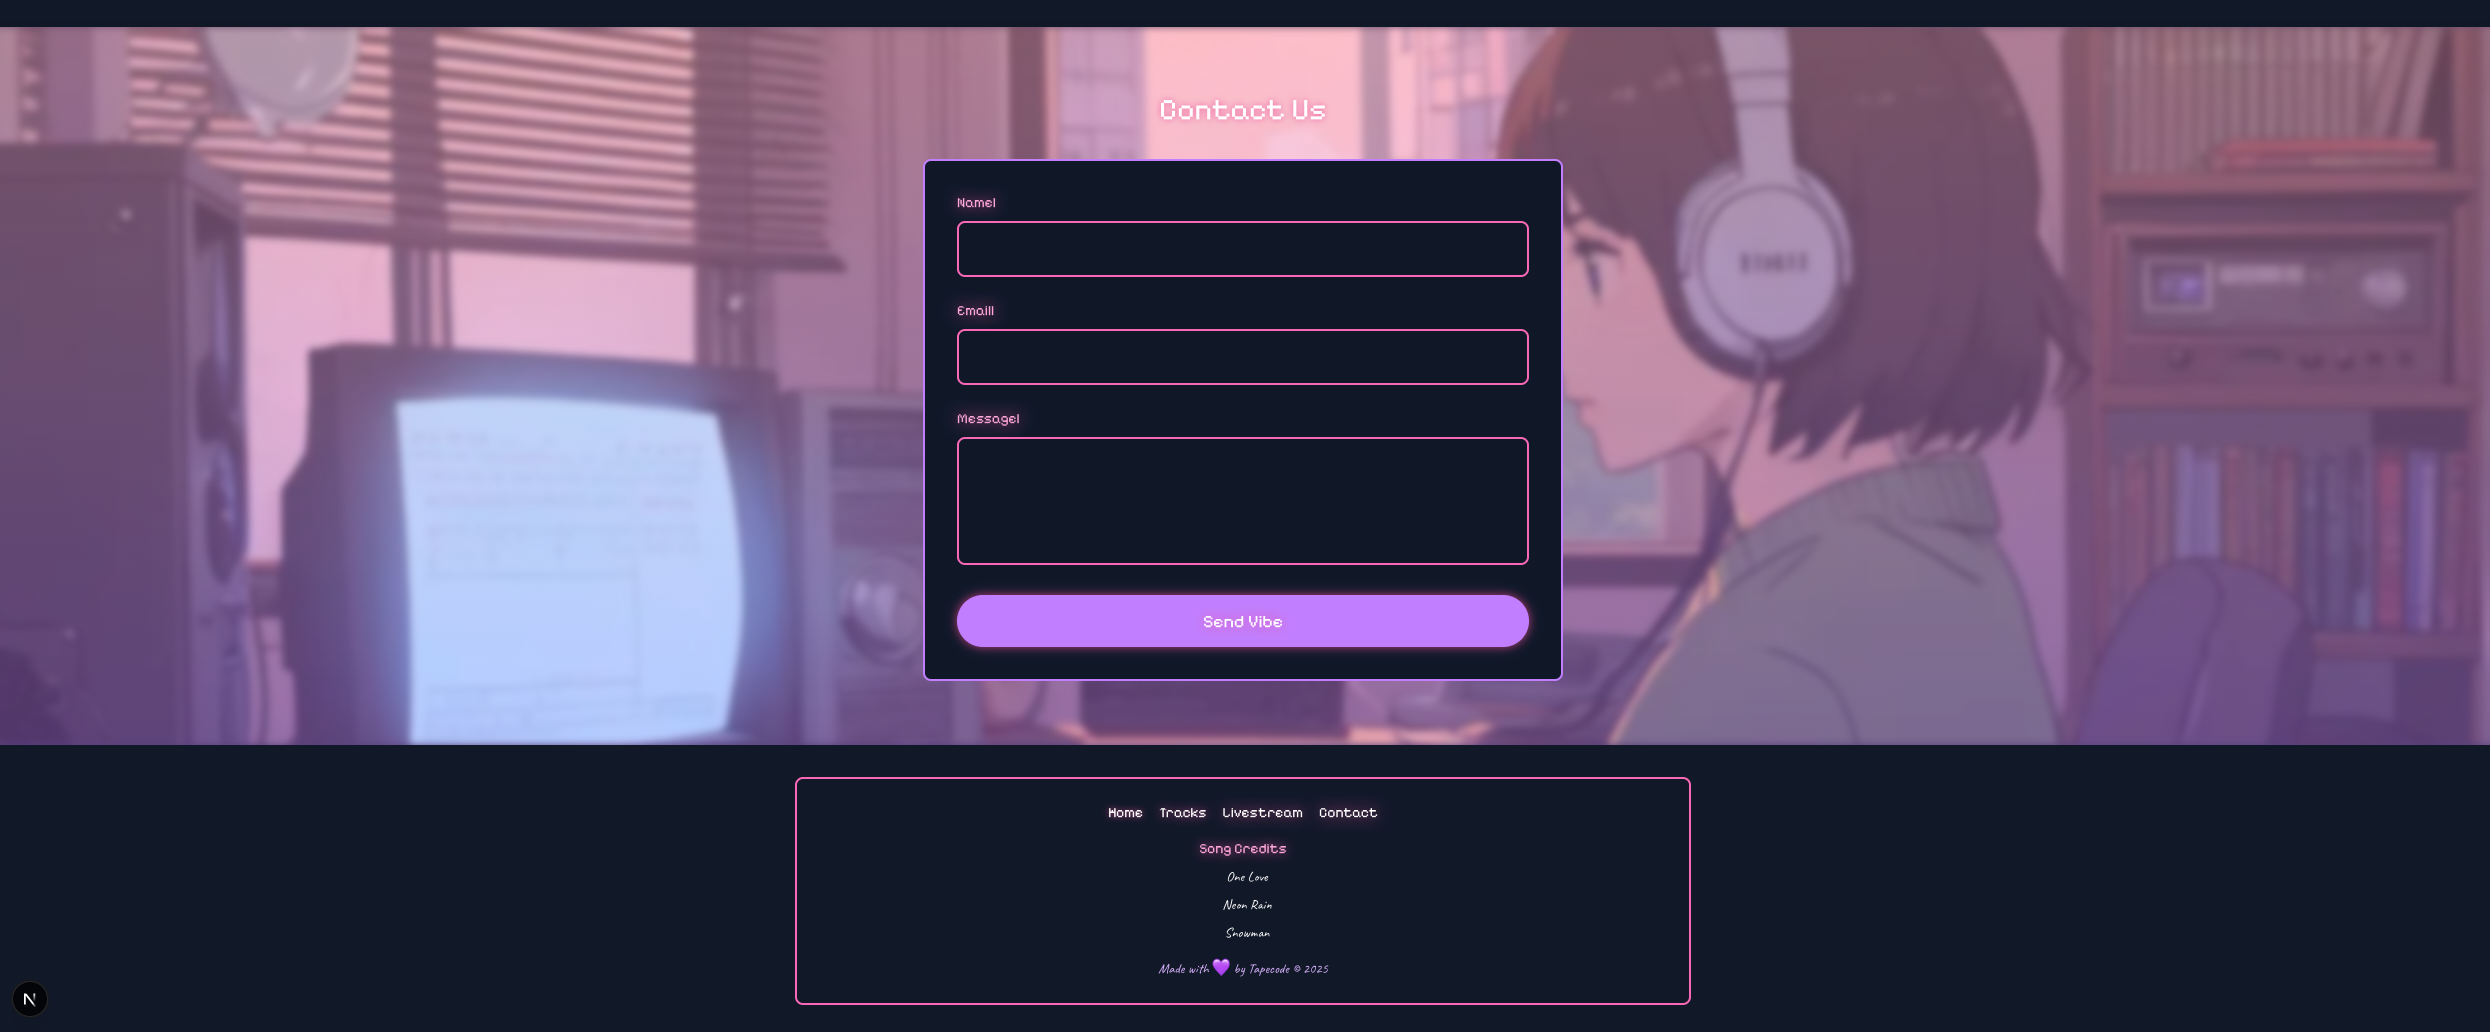 Contact Us
Name|
Email|
Message|
Send Vibe
Home Tracks Livestream Contact
Song Credits
One Love
Neon Rain
Snowman
Made with 💜 by Tapecode © 2025
N